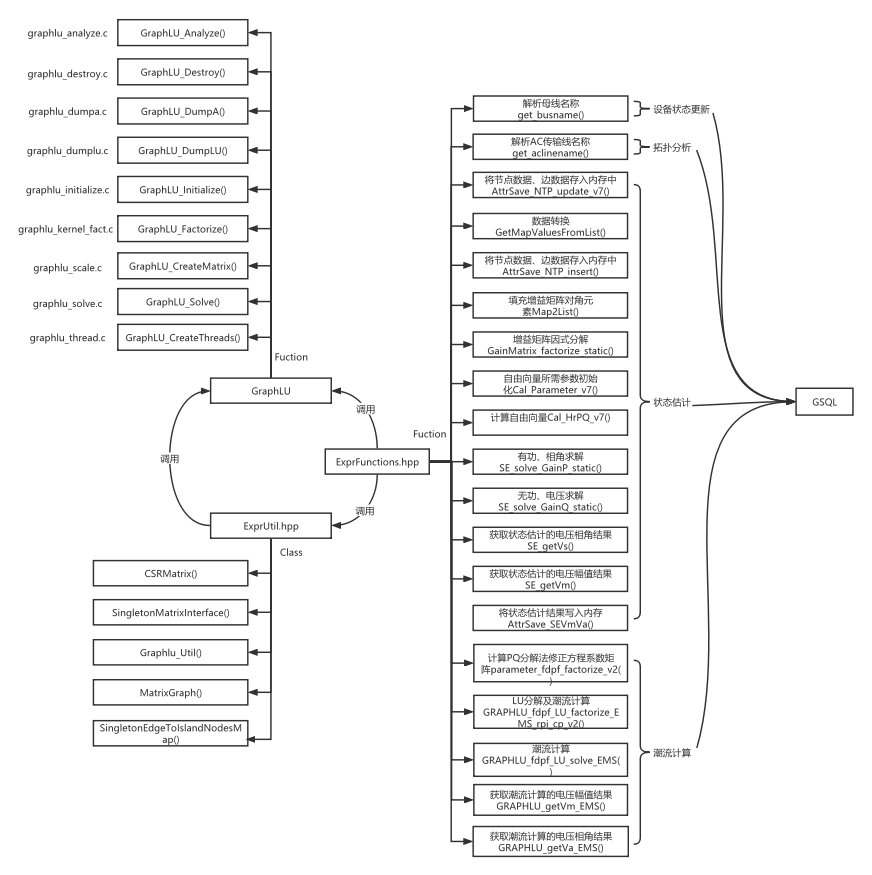 graphlu_analyze.c
GraphLU_Analyze()
graphlu_destroy.c
GraphLU_Destroy()
graphlu_dumpa.c
GraphLU_DumpA()
graphlu_dumplu.c
GraphLU_DumpLU()
graphlu_initialize.c
GraphLU_Initialize()
graphlu_kernel_fact.c
GraphLU_Factorize()
graphlu_scale.c
GraphLU_CreateMatrix()
graphlu_solve.c
GraphLU_Solve()
graphlu_thread.c
GraphLU_CreateThreads()
Fuction
GraphLU
调用
调用
ExprFunctions.hpp
调用
ExprUtil.hpp
Class
CSRMatrix()
SingletonMatrixInterface()
Graphlu_Util()
MatrixGraph()
SingletonEdgeToIslandNodesM
ap()
Fuction
解析母线名称
get_busname()
设备状态更新
解析AC传输线名称
get_aclinename()
拓扑分析
将节点数据、边数据存入内存中
AttrSave_NTP_update_v7()
数据转换
GetMapValuesFromList()
将节点数据、边数据存入内存中
AttrSave_NTP_insert()
填充增益矩阵对角元
素Map2List()
增益矩阵因式分解
GainMatrix_factorize_static()
自由向量所需参数初始
化Cal_Parameter_v7()
计算自由向量Cal_HrPQ_v7()
有功、相角求解
SE_solve_GainP_static()
无功、电压求解
SE_solve_GainQ_static()
获取状态估计的电压相角结果
SE_getVs()
获取状态估计的电压幅值结果
SE_getVm()
将状态估计结果写入内存
AttrSave_SEVmVa()
状态估计
计算PQ分解法修正方程系数矩
阵parameter_fdpf_factorize_v2(
)
LU分解及潮流计算
GRAPHLU_fdpf_LU_factorize_E
MS_rpi_cp_v2()
潮流计算
GRAPHLU_fdpf_LU_solve_EMS(
)
获取潮流计算的电压幅值结果
GRAPHLU_getVm_EMS()
获取潮流计算的电压相角结果
GRAPHLU_getVa_EMS()
潮流计算
GSQL